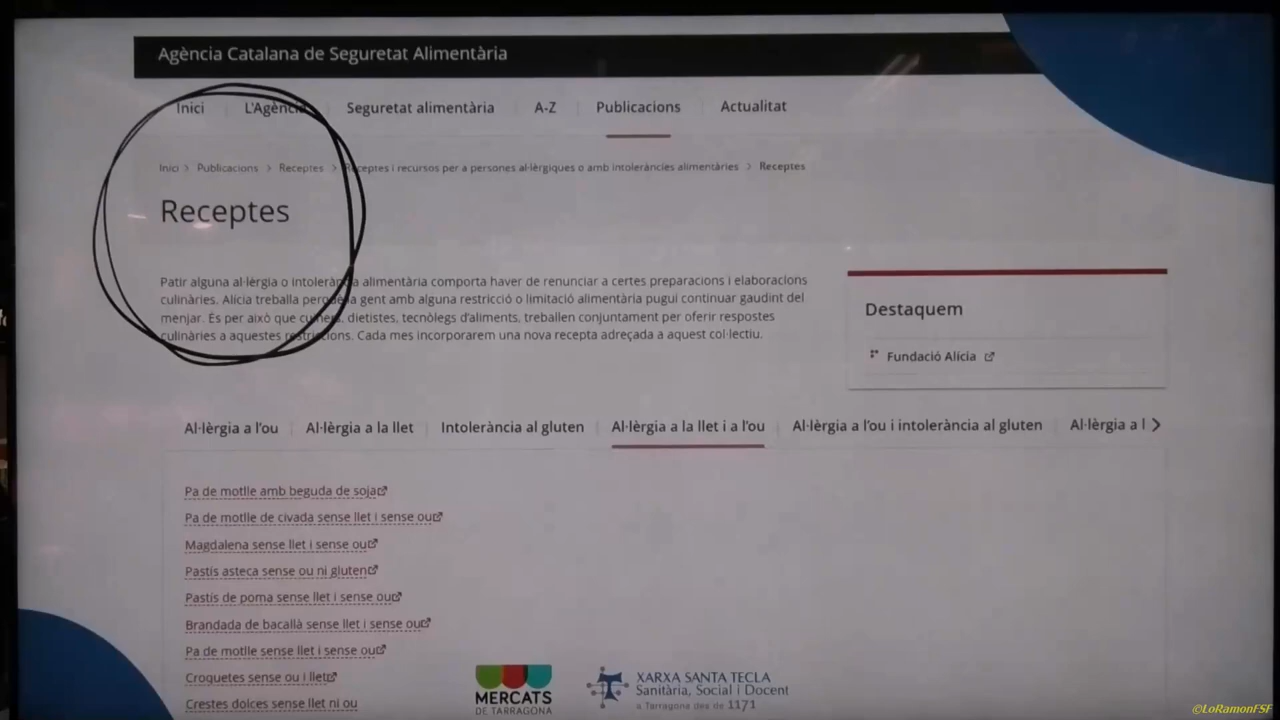 Agència Catalana de Seguretat Alimentària
Inici L'Agència Seguretat alimentària A-Z Publicacions Actualitat
Inici > Publicacions > Receptes > Receptes i recursos per a persones al·lèrgiques o amb intoleràncies alimentàries > Receptes
Receptes
Patir alguna al·lèrgia o intolerància alimentària comporta haver de renunciar a certes preparacions i elaboracions
culinàries. Alícia treballa perquè la gent amb alguna restricció o limitació alimentària pugui continuar gaudint del
menjar. És per això que cuiners, dietistes, tecnòlegs d'aliments, treballen conjuntament per oferir respostes
culinàries a aquestes restriccions. Cada mes incorporarem una nova recepta adreçada a aquest col·lectiu.
Destaquem
Fundació Alícia
Al·lèrgia a l'ou Al·lèrgia a la llet Intolerància al gluten Al·lèrgia a la llet i a l'ou Al·lèrgia a l'ou i intolerància al gluten Al·lèrgia a l >
Pa de motlle amb beguda de soja
Pa de motlle de civada sense llet i sense ou
Magdalena sense llet i sense ou
Pastís asteca sense ou ni gluten
Pastís de poma sense llet i sense ou
Brandada de bacallà sense llet i sense ou
Pa de motlle sense llet i sense ou
Croquetes sense ou i llet
Crestes dolces sense llet ni ou
MERCATS
DE TARRAGONA
XARXA SANTA TECLA
Sanitària, Social i Docent
a Tarragona des de 1171
©LoRamonFSF